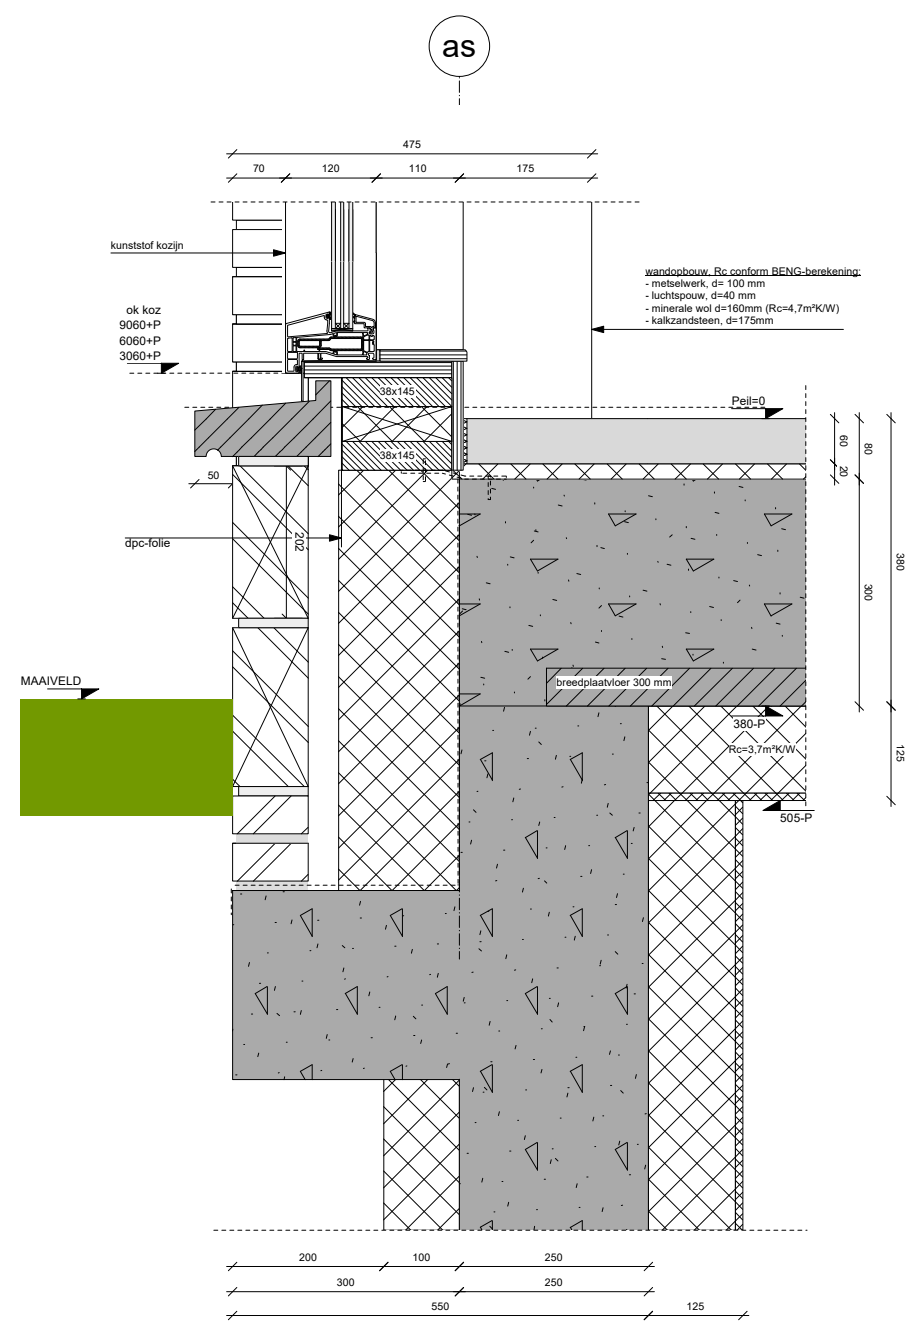 as
475
70 120 110 175
kunststof kozijn
wandopbouw, Rc conform BENG-berekening:
- metselwerk, d= 100 mm
- luchtspouw, d=40 mm
- minerale wol d=160mm (Rc=4,7m²K/W)
- kalkzandsteen, d=175mm
ok koz
9060+P
6060+P
3060+P
38x145
Peil=0
38x145
60
80
20
50
202
dpc-folie
380
300
MAAIVELD
breedplaatvloer 300 mm
380-P
Rc=3,7m²K/W
125
505-P
200 100 250
300 250
550 125